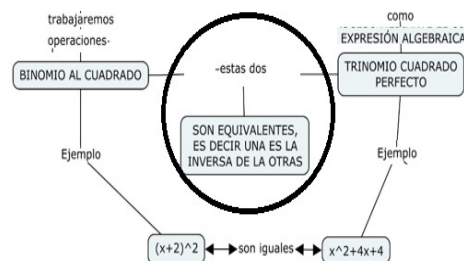 trabajaremos
operaciones
como
EXPRESIÓN ALGEBRAICA
BINOMIO AL CUADRADO
-estas dos
TRINOMIO CUADRADO
PERFECTO
SON EQUIVALENTES,
ES DECIR UNA ES LA
INVERSA DE LA OTRAS
Ejemplo
Ejemplo
(x+2)^2
son iguales
x^2+4x+4